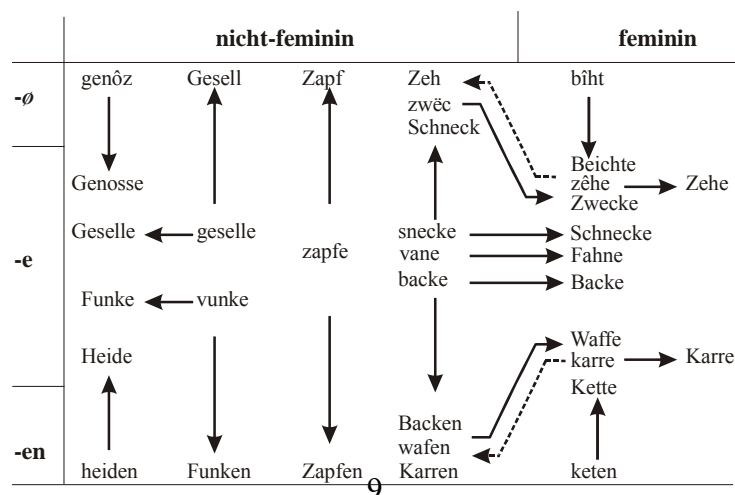 nicht-feminin feminin
-ø genôz Gesell Zapf Zeh bîht
zwëc
Schneck
Beichte
Genosse zêhe Zehe
Zwecke
-e Geselle geselle zapfe snecke Schnecke
vane Fahne
Funke vunke backe Backe
Waffe
Heide karre Karre
Kette
-en Backen
wafen
heiden Funken Zapfen Karren keten
9